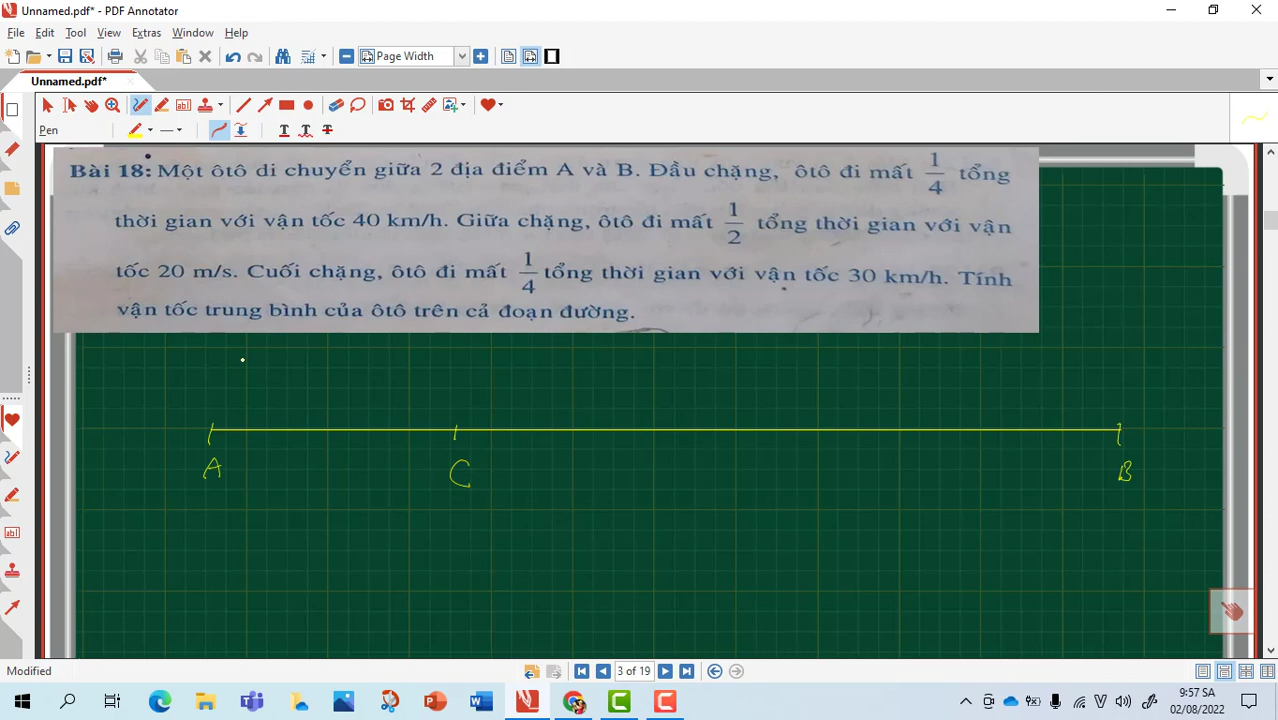 Unnamed.pdf* - PDF Annotator
File Edit Tool View Extras Window Help
Page Width
Unnamed.pdf*
Pen
Bài 18: Một ôtô di chuyển giữa 2 địa điểm A và B. Đầu chặng, ôtô đi mất 1/4 tổng
thời gian với vận tốc 40 km/h. Giữa chặng, ôtô đi mất 1/2 tổng thời gian với vận
tốc 20 m/s. Cuối chặng, ôtô đi mất 1/4 tổng thời gian với vận tốc 30 km/h. Tính
vận tốc trung bình của ôtô trên cả đoạn đường.
A C B
Modified
3 of 19
9:57 SA
02/08/2022